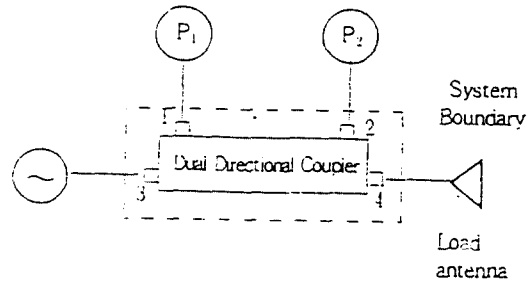 P₁
P₂
System
Boundary
1
2
Dual Directional Coupler
3
4
Load
antenna